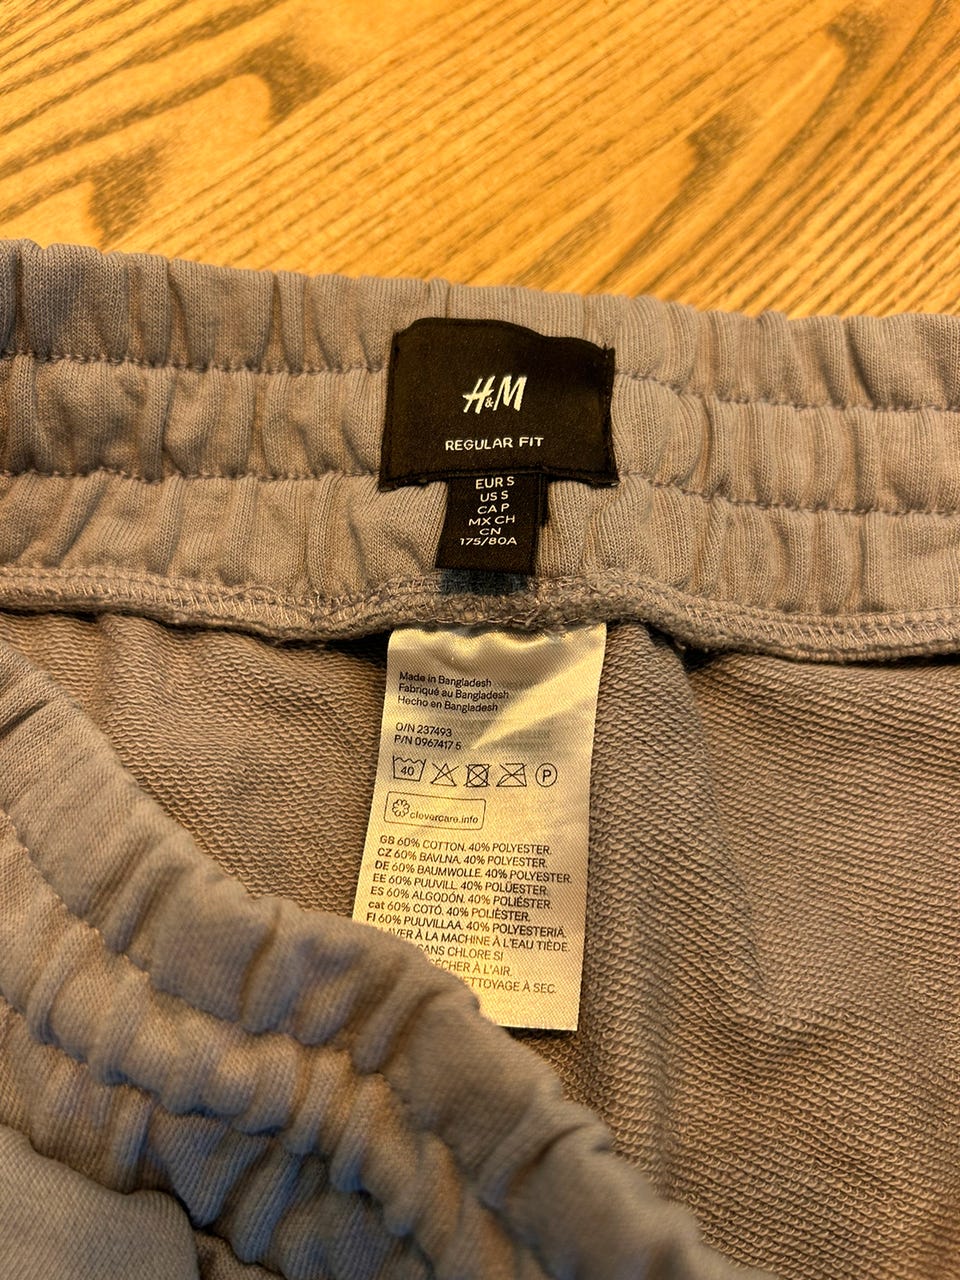 H&M
REGULAR FIT
EUR S
US S
CA P
MX CH
CN
175/80A
Made in Bangladesh
Fabriqué au Bangladesh
Hecho en Bangladesh
O/N 237493
P/N 0967417 5
40 P
clevercare.info
GB 60% COTTON. 40% POLYESTER.
CZ 60% BAVLNA. 40% POLYESTER.
DE 60% BAUMWOLLE. 40% POLYESTER.
EE 60% PUUVILL. 40% POLÜESTER.
ES 60% ALGODÓN. 40% POLIÉSTER.
cat 60% COTÓ. 40% POLIÈSTER.
FI 60% PUUVILLAA. 40% POLYESTERIÄ.
À LA MACHINE À L'EAU TIÈDE.
SANS CHLORE SI
À L'AIR.
À SEC.